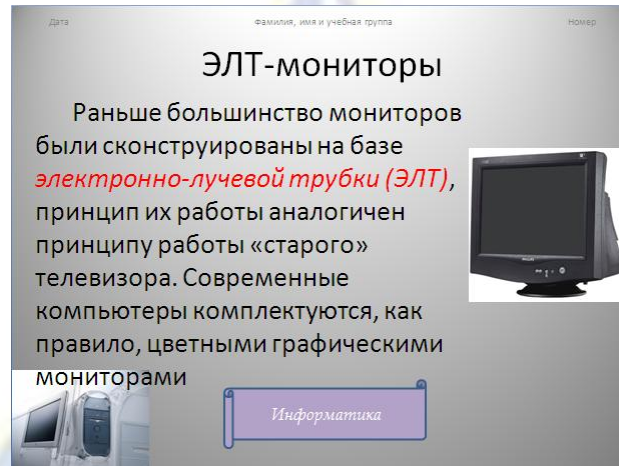 Дата Фамилия, имя и учебная группа Номер
ЭЛТ-мониторы
Раньше большинство мониторов
были сконструированы на базе
электронно-лучевой трубки (ЭЛТ),
принцип их работы аналогичен
принципу работы «старого»
телевизора. Современные
компьютеры комплектуются, как
правило, цветными графическими
мониторами
Информатика